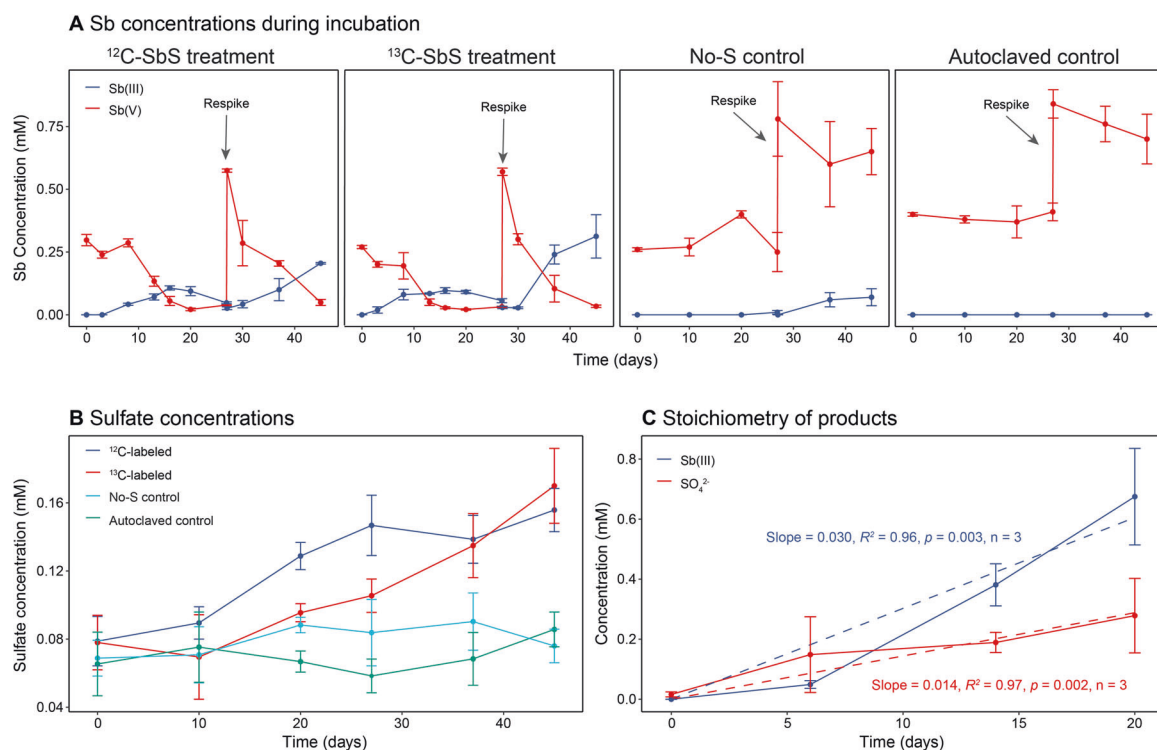 A Sb concentrations during incubation
¹²C-SbS treatment
¹³C-SbS treatment
No-S control
Autoclaved control
Sb(III)
Sb(V)
Respike
Respike
Respike
Respike
Sb Concentration (mM)
0.75
0.50
0.25
0.00
0 10 20 30 40
0 10 20 30 40
0 10 20 30 40
0 10 20 30 40
Time (days)
B Sulfate concentrations
¹²C-labeled
¹³C-labeled
No-S control
Autoclaved control
Sulfate concentration (mM)
0.16
0.12
0.08
0.04
0 10 20 30 40
Time (days)
C Stoichiometry of products
Sb(III)
SO₄²⁻
Concentration (mM)
0.8
0.6
0.4
0.2
0.0
Slope = 0.030, R² = 0.96, p = 0.003, n = 3
Slope = 0.014, R² = 0.97, p = 0.002, n = 3
0 5 10 15 20
Time (days)